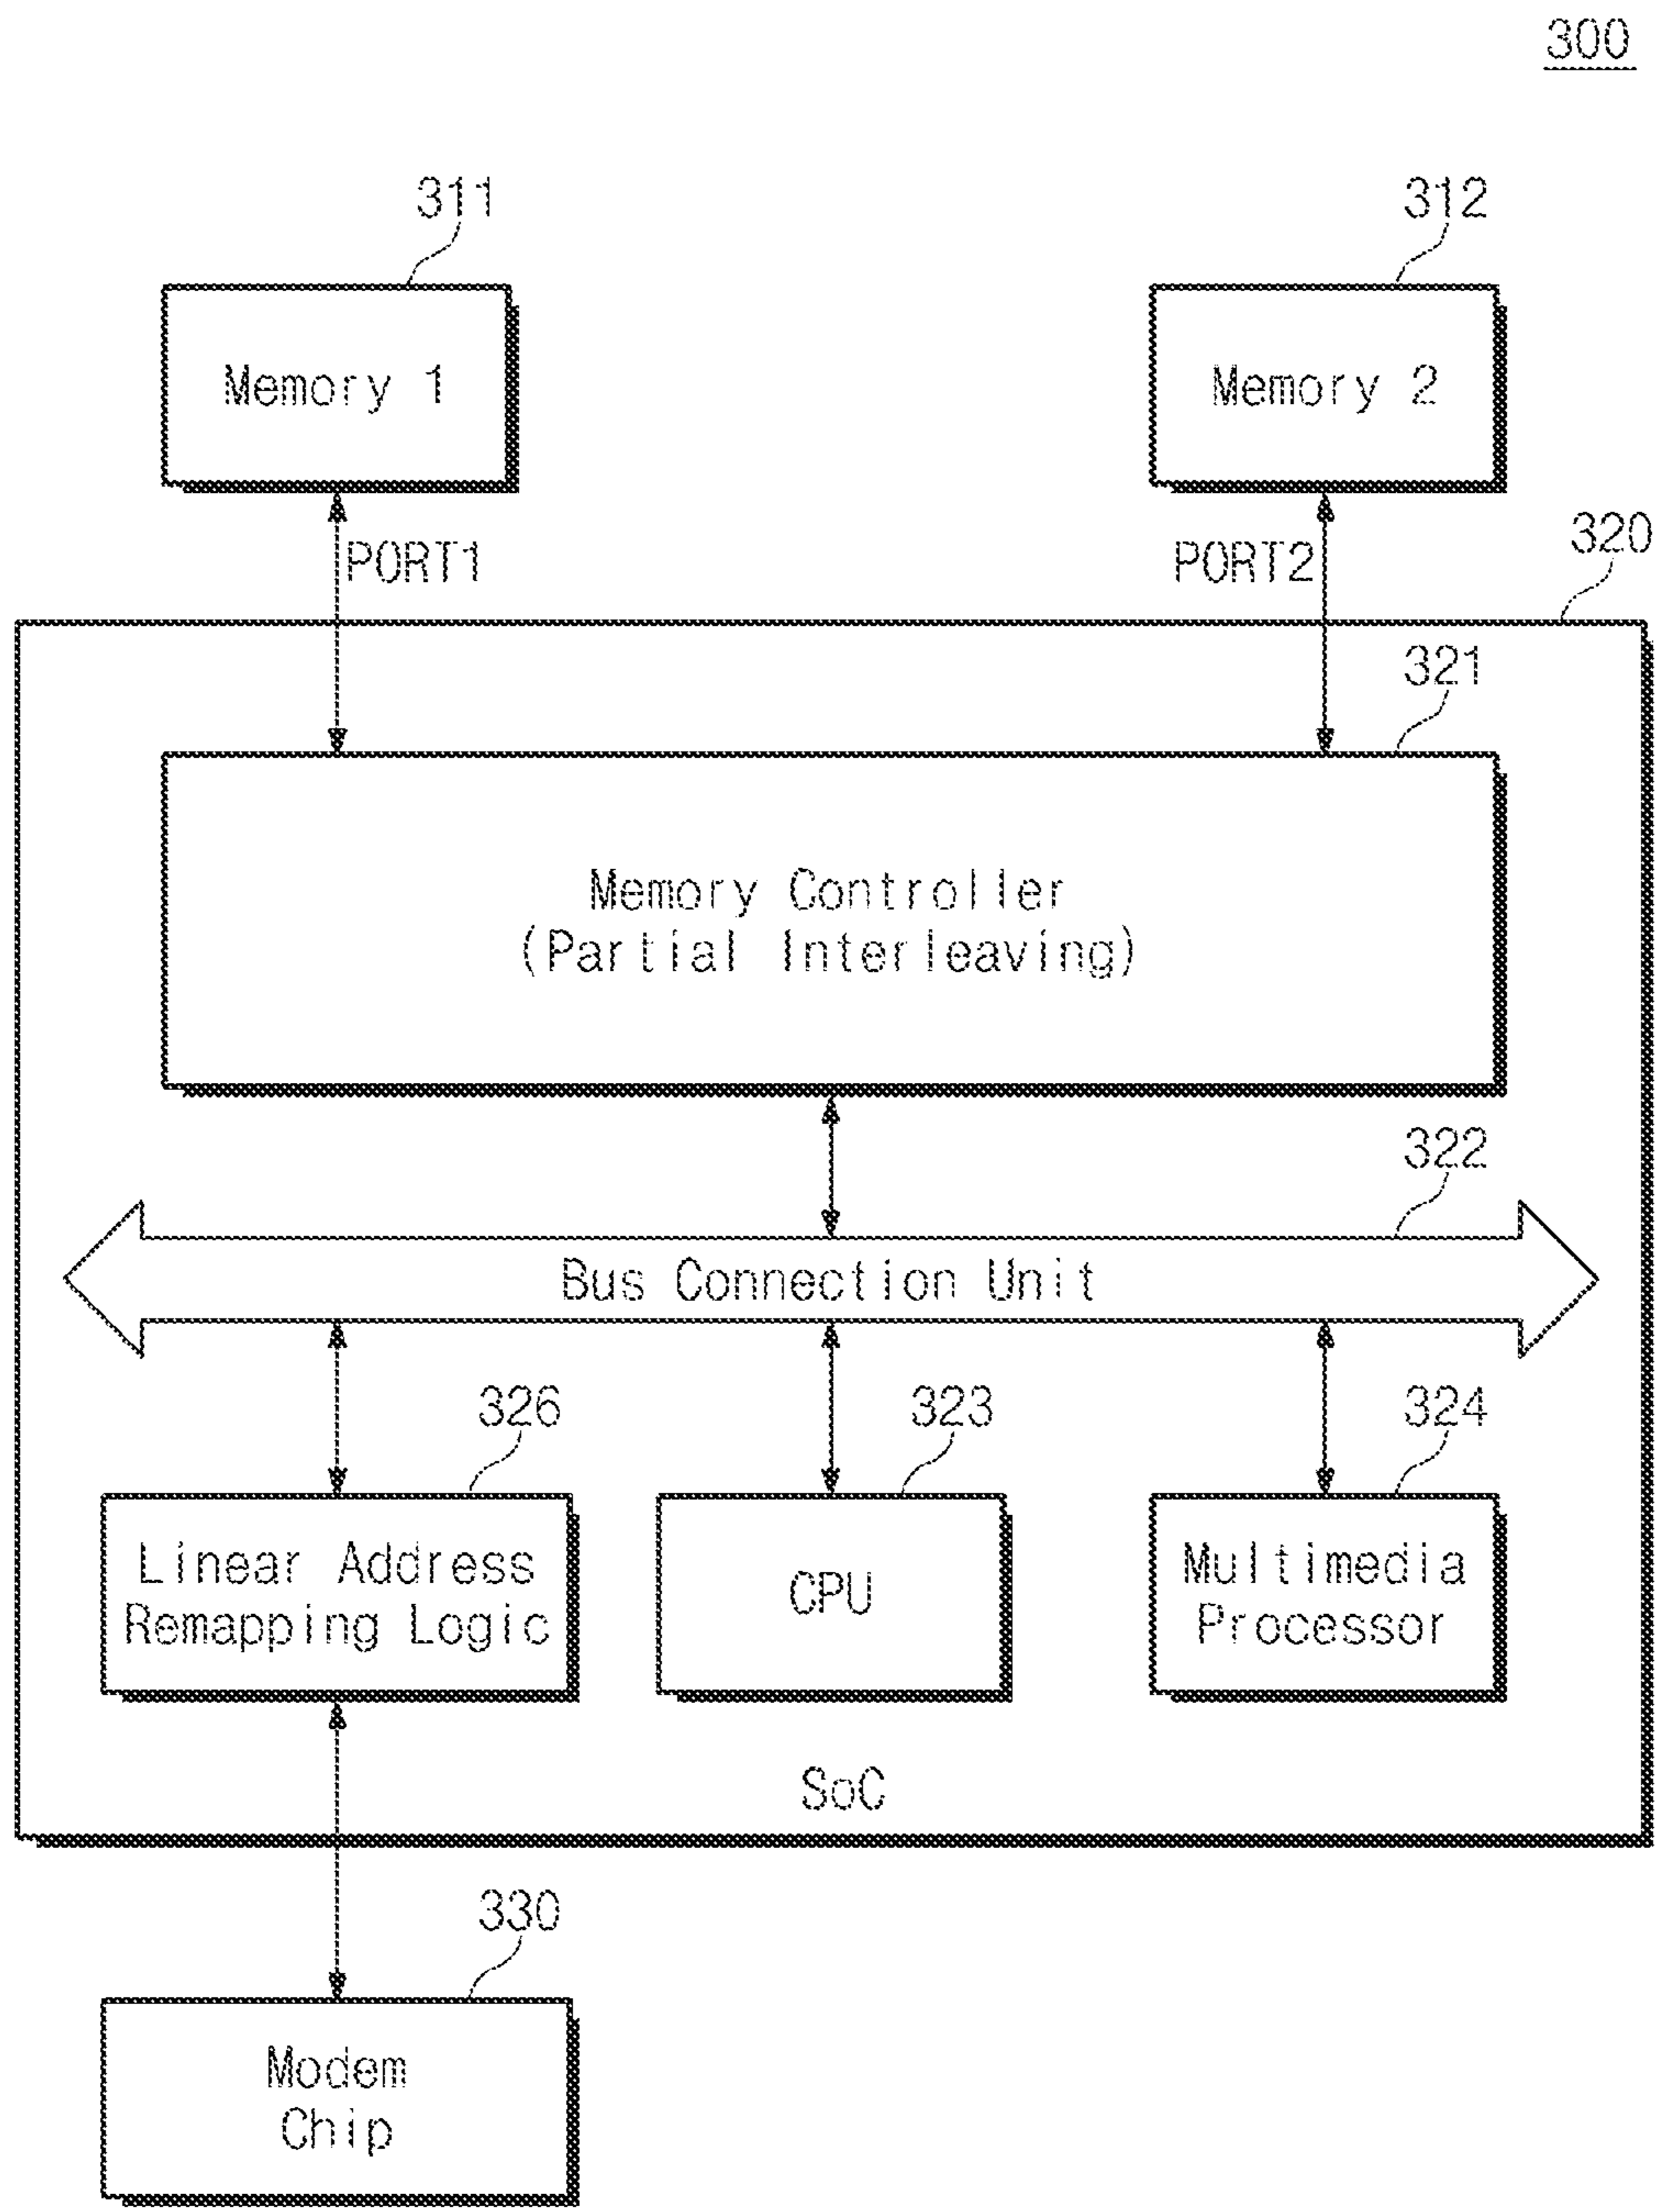 300
311
312
Memory 1
Memory 2
PORT1
PORT2
320
321
Memory Controller
(Partial Interleaving)
322
Bus Connection Unit
326
323
324
Linear Address
Remapping Logic
CPU
Multimedia
Processor
SoC
330
Modem
Chip